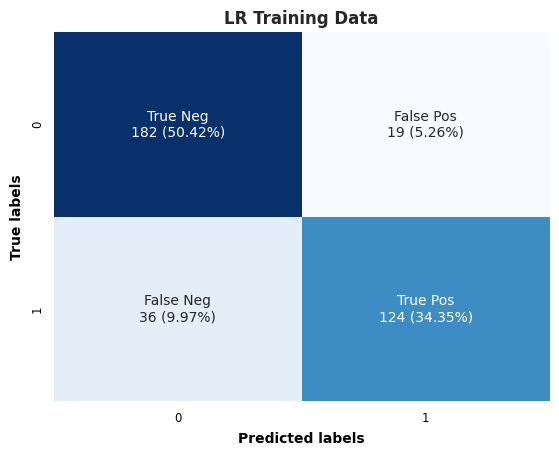 LR Training Data
True Neg
182 (50.42%)
False Pos
19 (5.26%)
0
True labels
False Neg
36 (9.97%)
True Pos
124 (34.35%)
1
0
1
Predicted labels